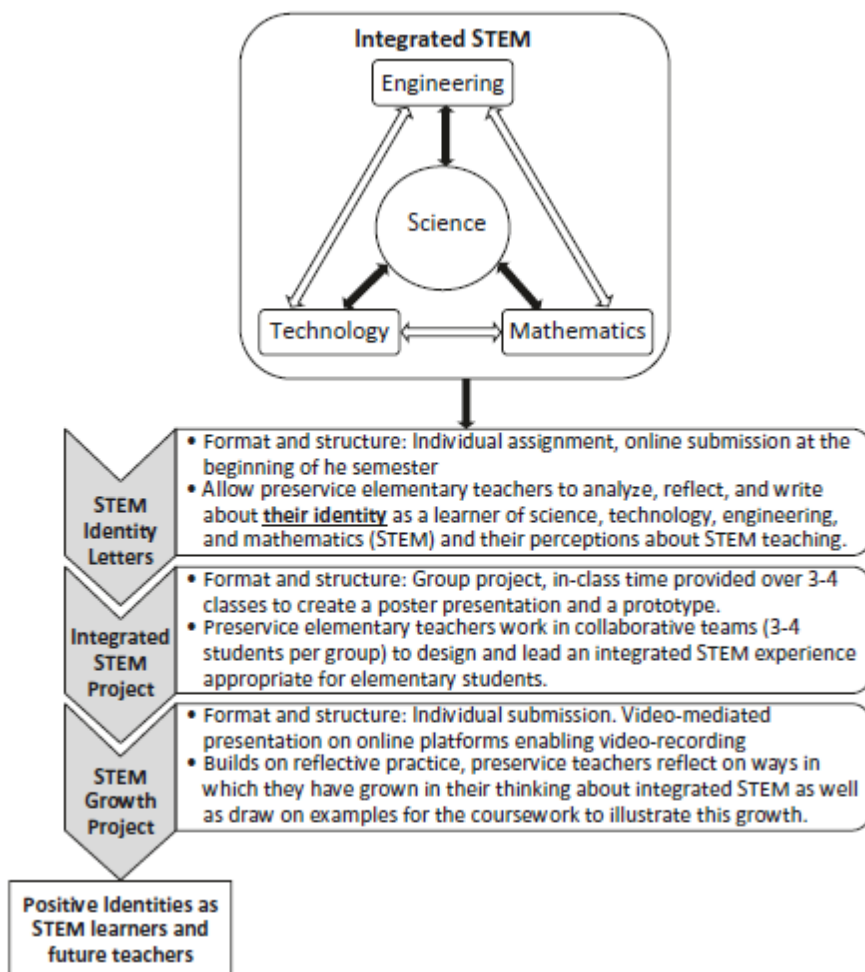 Integrated STEM
Engineering
Science
Technology
Mathematics
STEM
Identity
Letters
• Format and structure: Individual assignment, online submission at the
beginning of he semester
• Allow preservice elementary teachers to analyze, reflect, and write
about their identity as a learner of science, technology, engineering,
and mathematics (STEM) and their perceptions about STEM teaching.
Integrated
STEM
Project
• Format and structure: Group project, in-class time provided over 3-4
classes to create a poster presentation and a prototype.
• Preservice elementary teachers work in collaborative teams (3-4
students per group) to design and lead an integrated STEM experience
appropriate for elementary students.
STEM
Growth
Project
• Format and structure: Individual submission. Video-mediated
presentation on online platforms enabling video-recording
• Builds on reflective practice, preservice teachers reflect on ways in
which they have grown in their thinking about integrated STEM as well
as draw on examples for the coursework to illustrate this growth.
Positive Identities as
STEM learners and
future teachers